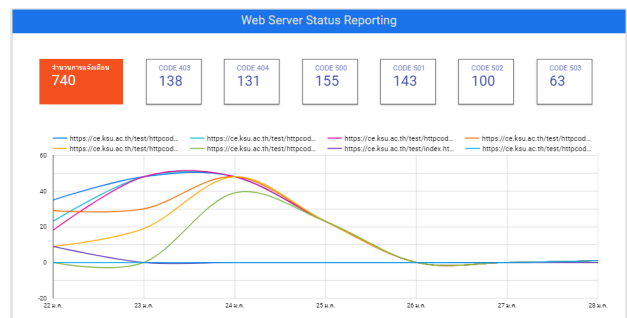 Web Server Status Reporting
จำนวนการแจ้งเตือน
740
CODE 403
138
CODE 404
131
CODE 500
155
CODE 501
143
CODE 502
100
CODE 503
63
https://ce.ksu.ac.th/test/httpcod... https://ce.ksu.ac.th/test/httpcod... https://ce.ksu.ac.th/test/httpcod... https://ce.ksu.ac.th/test/httpcod...
https://ce.ksu.ac.th/test/httpcod... https://ce.ksu.ac.th/test/httpcod... https://ce.ksu.ac.th/test/index.ht... https://ce.ksu.ac.th/test/httpcod...
60
40
20
0
-20
22 ม.ค. 23 ม.ค. 24 ม.ค. 25 ม.ค. 26 ม.ค. 27 ม.ค. 28 ม.ค.